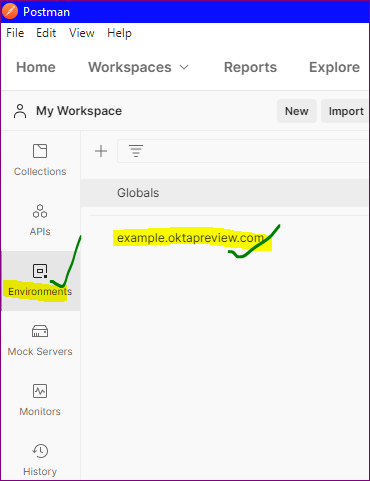 Postman
File Edit View Help
Home Workspaces Reports Explore
My Workspace New Import
Collections
Globals
APIs
example.oktapreview.com
Environments
Mock Servers
Monitors
History